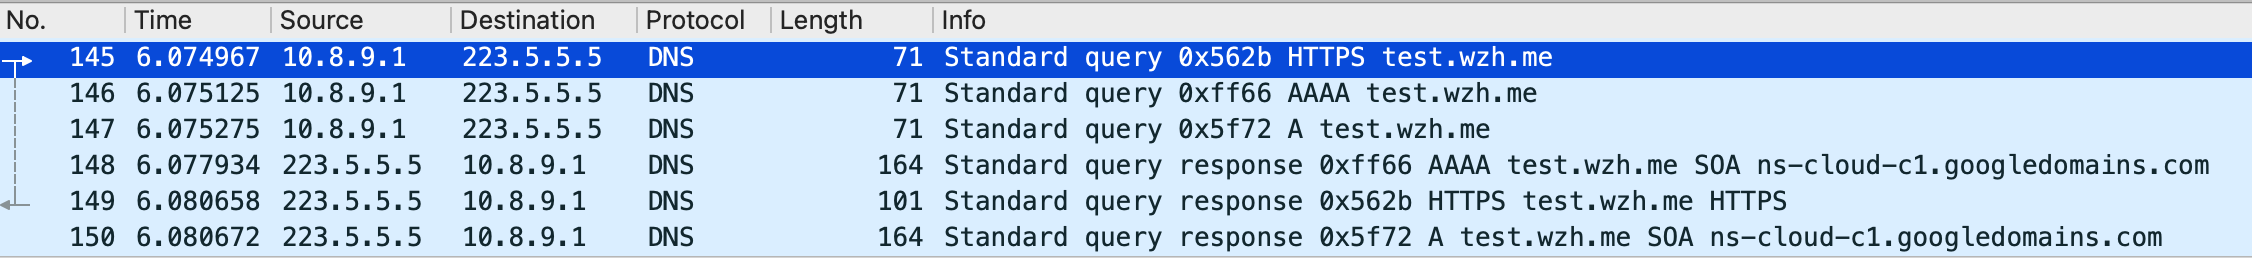 No. Time Source Destination Protocol Length Info
145 6.074967 10.8.9.1 223.5.5.5 DNS 71 Standard query 0x562b HTTPS test.wzh.me
146 6.075125 10.8.9.1 223.5.5.5 DNS 71 Standard query 0xff66 AAAA test.wzh.me
147 6.075275 10.8.9.1 223.5.5.5 DNS 71 Standard query 0x5f72 A test.wzh.me
148 6.077934 223.5.5.5 10.8.9.1 DNS 164 Standard query response 0xff66 AAAA test.wzh.me SOA ns-cloud-c1.googledomains.com
149 6.080658 223.5.5.5 10.8.9.1 DNS 101 Standard query response 0x562b HTTPS test.wzh.me HTTPS
150 6.080672 223.5.5.5 10.8.9.1 DNS 164 Standard query response 0x5f72 A test.wzh.me SOA ns-cloud-c1.googledomains.com